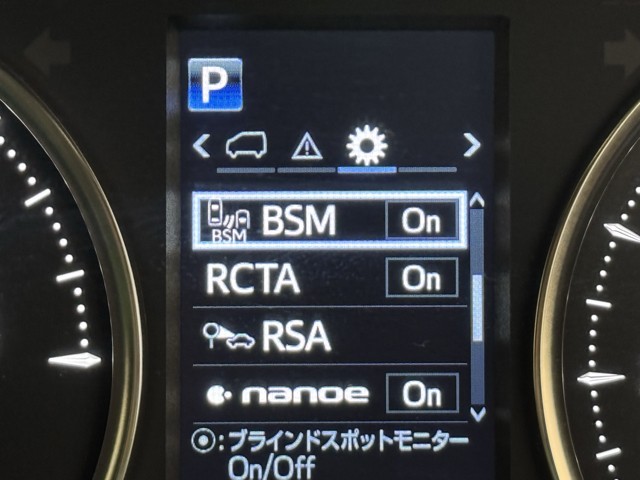 P
BSM BSM On
RCTA On
RSA
nanoe On
⦿:ブラインドスポットモニター
On/Off